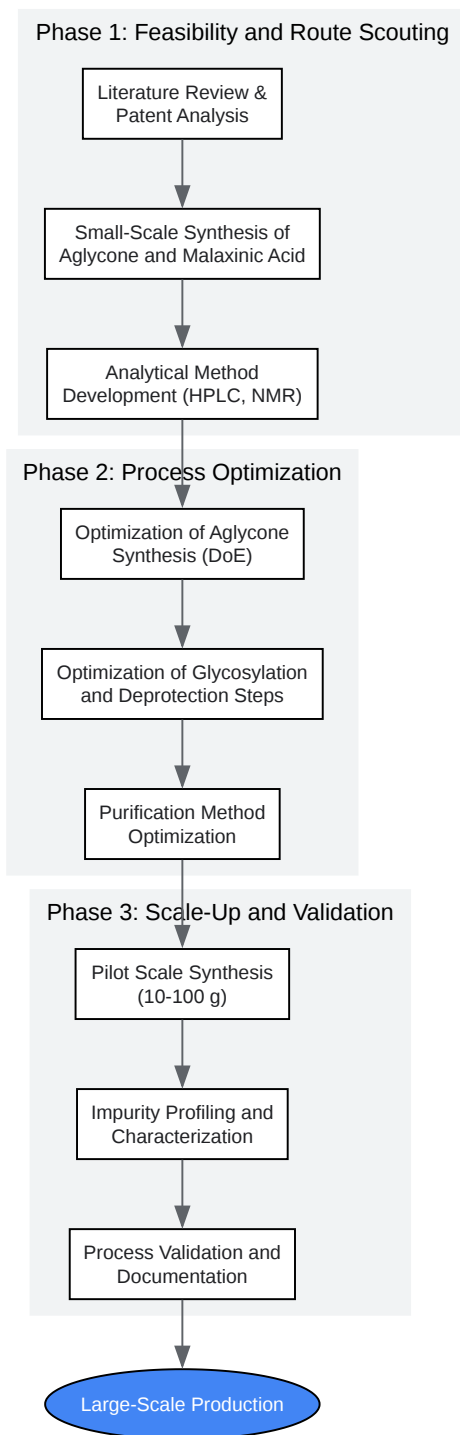 Phase 1: Feasibility and Route Scouting
Literature Review &
Patent Analysis
Small-Scale Synthesis of
Aglycone and Malaxinic Acid
Analytical Method
Development (HPLC, NMR)
Phase 2: Process Optimization
Optimization of Aglycone
Synthesis (DoE)
Optimization of Glycosylation
and Deprotection Steps
Purification Method
Optimization
Phase 3: Scale-Up and Validation
Pilot Scale Synthesis
(10-100 g)
Impurity Profiling and
Characterization
Process Validation and
Documentation
Large-Scale Production